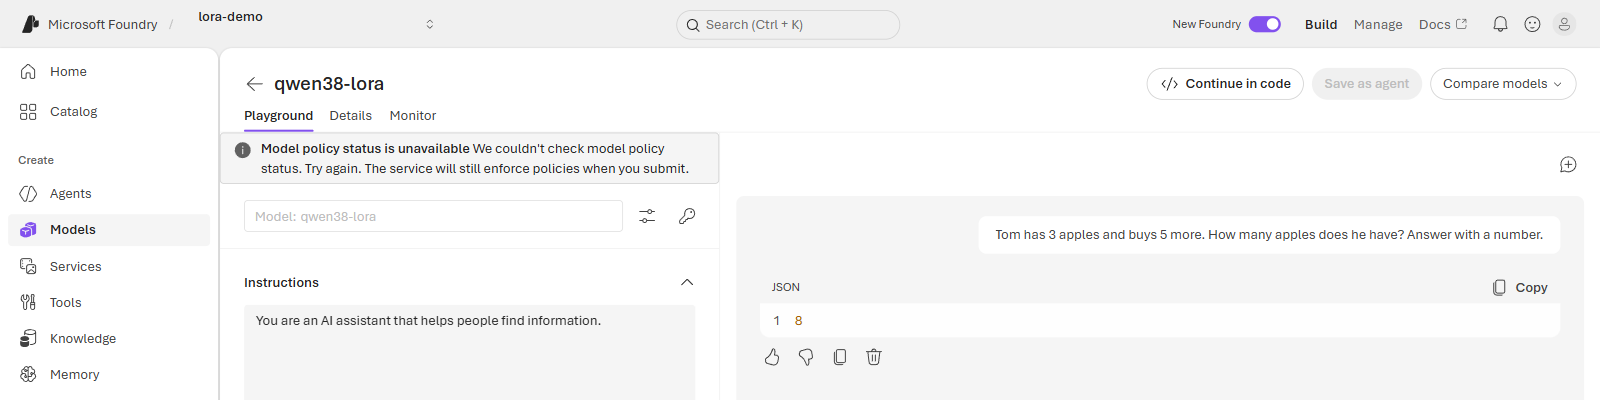 Microsoft Foundry / lora-demo
Search (Ctrl + K)
New Foundry Build Manage Docs
Home
Catalog
Create
Agents
Models
Services
Tools
Knowledge
Memory
qwen38-lora
Continue in code Save as agent Compare models
Playground Details Monitor
Model policy status is unavailable We couldn't check model policy
status. Try again. The service will still enforce policies when you submit.
Model: qwen38-lora
Instructions
You are an AI assistant that helps people find information.
Tom has 3 apples and buys 5 more. How many apples does he have? Answer with a number.
JSON Copy
1 8